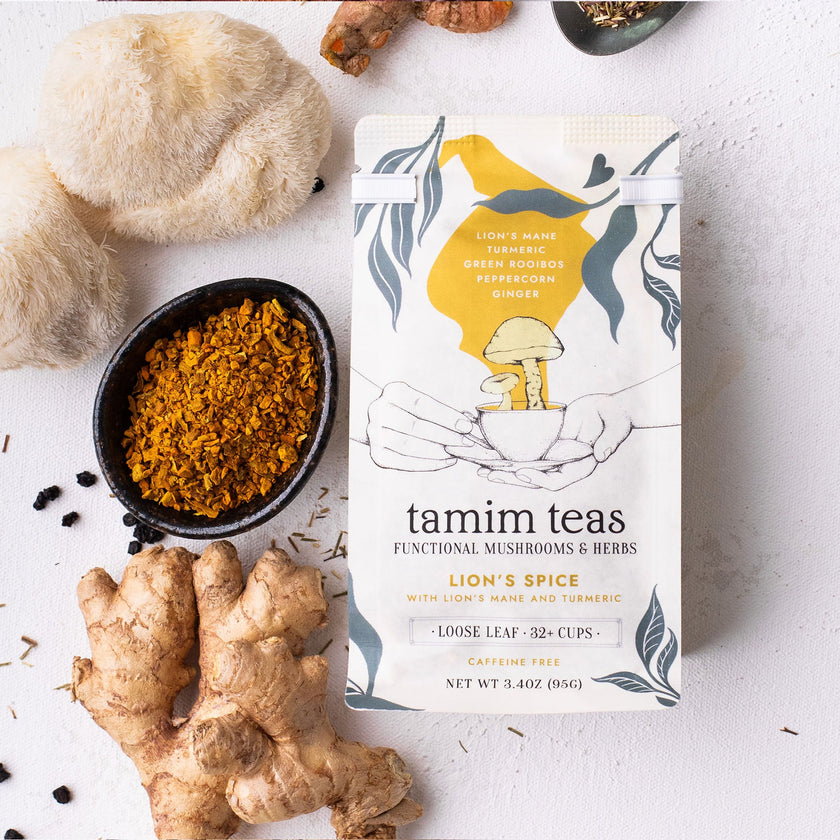 LION'S MANE
TURMERIC
GREEN ROOIBOS
PEPPERCORN
GINGER
tamim teas
FUNCTIONAL MUSHROOMS & HERBS
LION'S SPICE
WITH LION'S MANE AND TURMERIC
·LOOSE LEAF · 32+ CUPS ·
CAFFEINE FREE
NET WT 3.4OZ (95G)